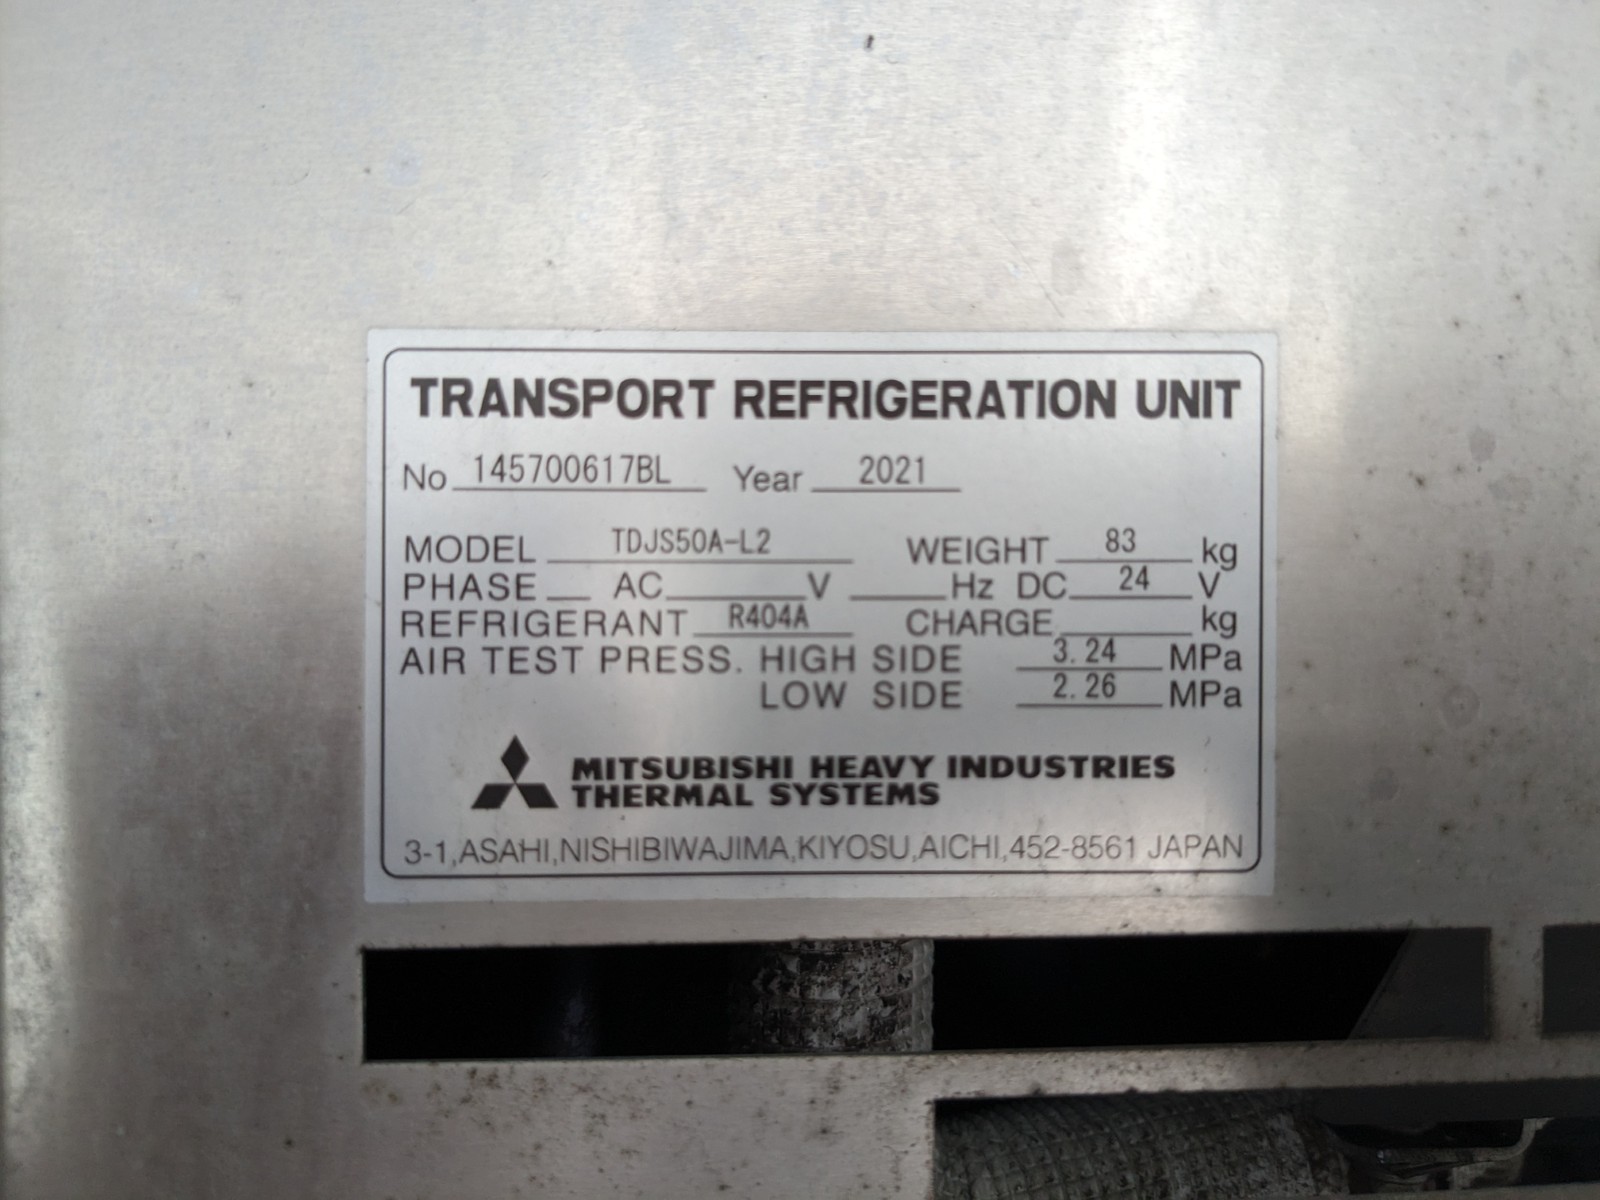 TRANSPORT REFRIGERATION UNIT
No 145700617BL Year 2021
MODEL TDJS50A-L2 WEIGHT 83 kg
PHASE AC V Hz DC 24 V
REFRIGERANT R404A CHARGE kg
AIR TEST PRESS. HIGH SIDE 3.24 MPa
LOW SIDE 2.26 MPa
MITSUBISHI HEAVY INDUSTRIES
THERMAL SYSTEMS
3-1,ASAHI,NISHIBIWAJIMA,KIYOSU,AICHI,452-8561 JAPAN